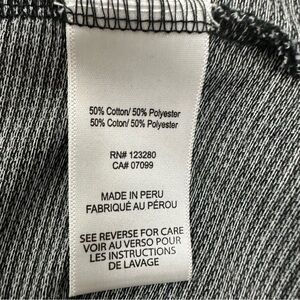 50% Cotton/ 50% Polyester
50% Coton/ 50% Polyester
RN# 123280
CA# 07099
MADE IN PERU
FABRIQUÉ AU PÉROU
SEE REVERSE FOR CARE
VOIR AU VERSO POUR
LES INSTRUCTIONS
DE LAVAGE